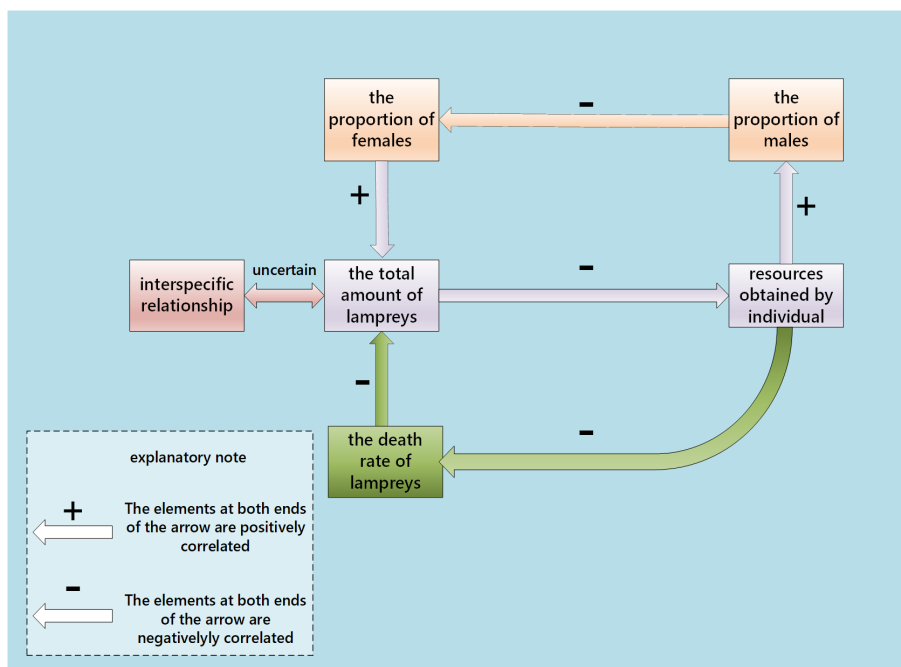 the
proportion of
females
-
the
proportion of
males
+
+
interspecific
relationship
uncertain
the total
amount of
lampreys
-
resources
obtained by
individual
-
the death
rate of
lampreys
-
explanatory note
+
The elements at both ends
of the arrow are positively
correlated
-
The elements at both ends
of the arrow are
negativelyly correlated